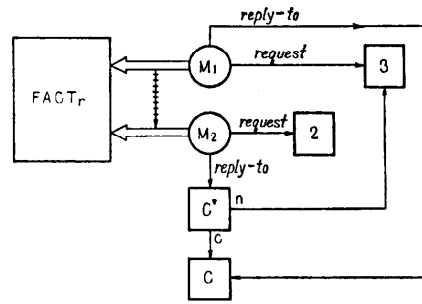 reply-to
M1
request
3
FACTr
M2
request
2
reply-to
C'
n
c
C